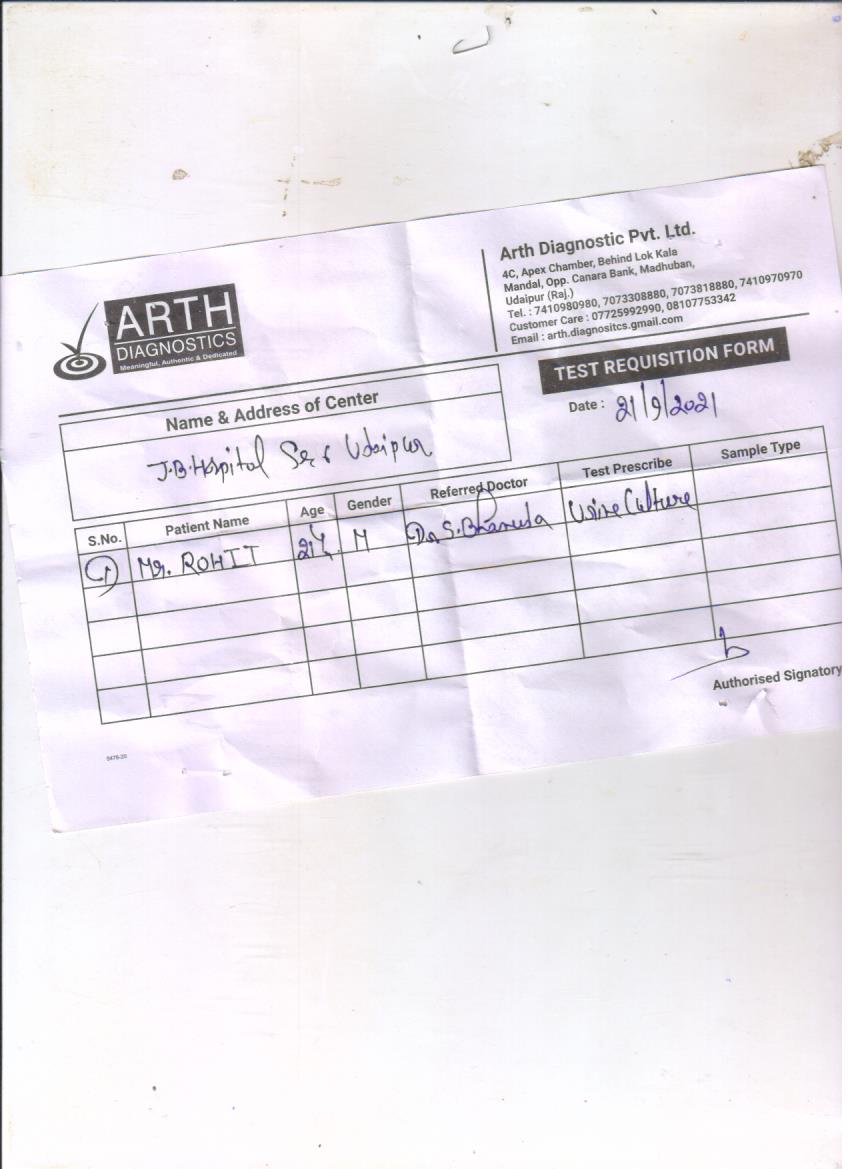 Arth Diagnostic Pvt. Ltd.
4C, Apex Chamber, Behind Lok Kala
Mandal, Opp. Canara Bank, Madhuban,
Udaipur (Raj.)
Tel. : 7410980980, 7073308880, 7073818880, 7410970970
Customer Care : 07725992990, 08107753342
Email : arth.diagnositcs.gmail.com
ARTH
DIAGNOSTICS
Meaningful, Authentic & Dedicated
TEST REQUISITION FORM
Date : 21/9/2021
Name & Address of Center
J.B. Hospital Udaipur
S.No. Patient Name Age Gender Referred Doctor Test Prescribe Sample Type
1 Mr. ROHIT 21Y M Dr. S. Urine Culture
Authorised Signatory
5476-20